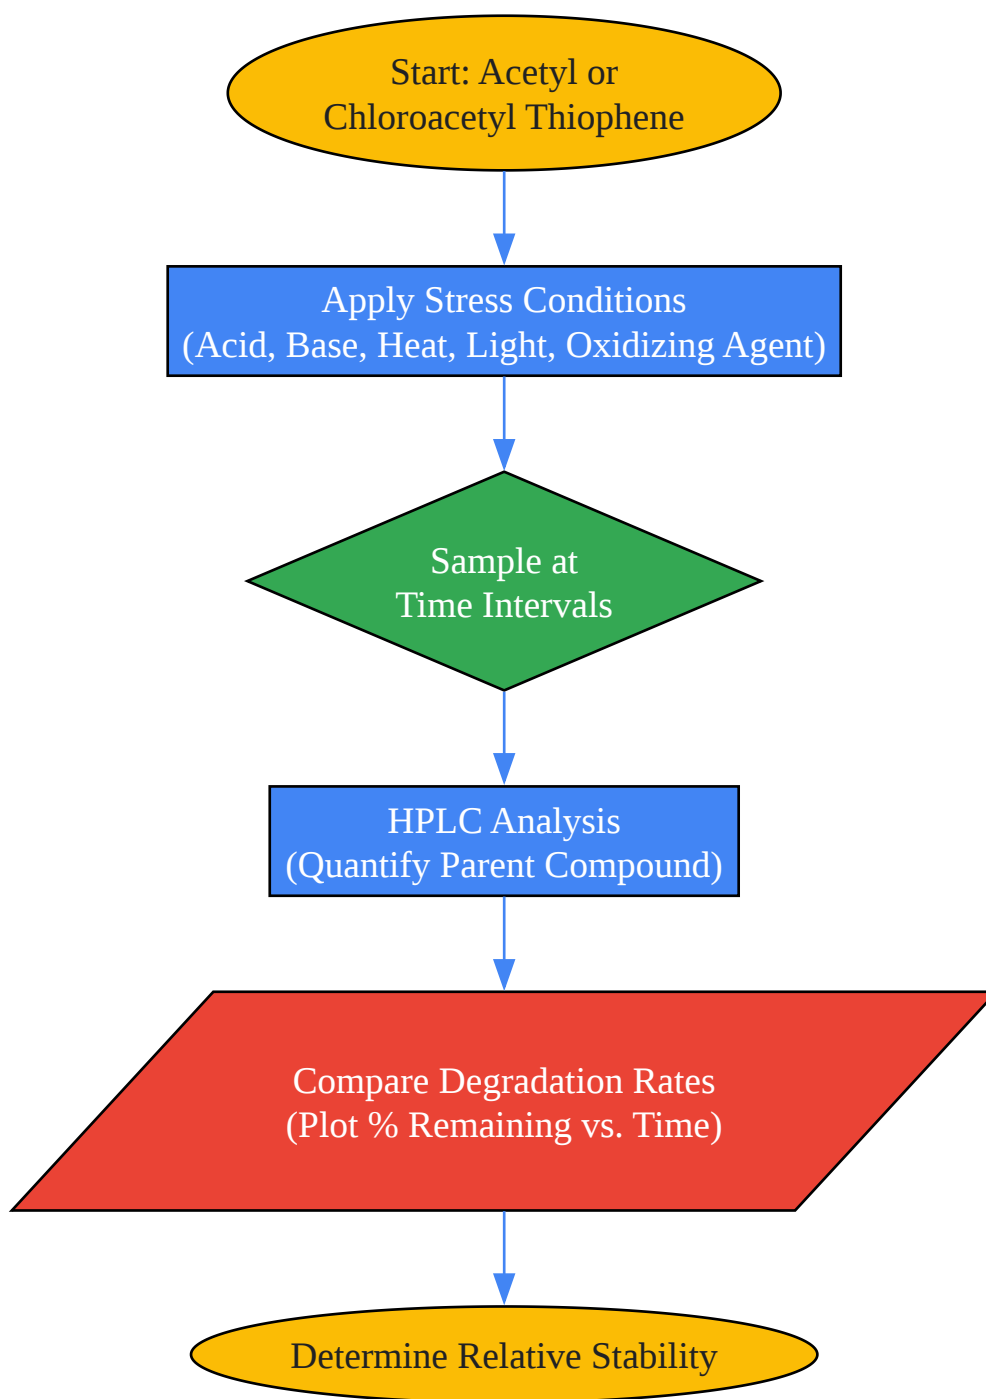 Start: Acetyl or
Chloroacetyl Thiophene
Apply Stress Conditions
(Acid, Base, Heat, Light, Oxidizing Agent)
Sample at
Time Intervals
HPLC Analysis
(Quantify Parent Compound)
Compare Degradation Rates
(Plot % Remaining vs. Time)
Determine Relative Stability